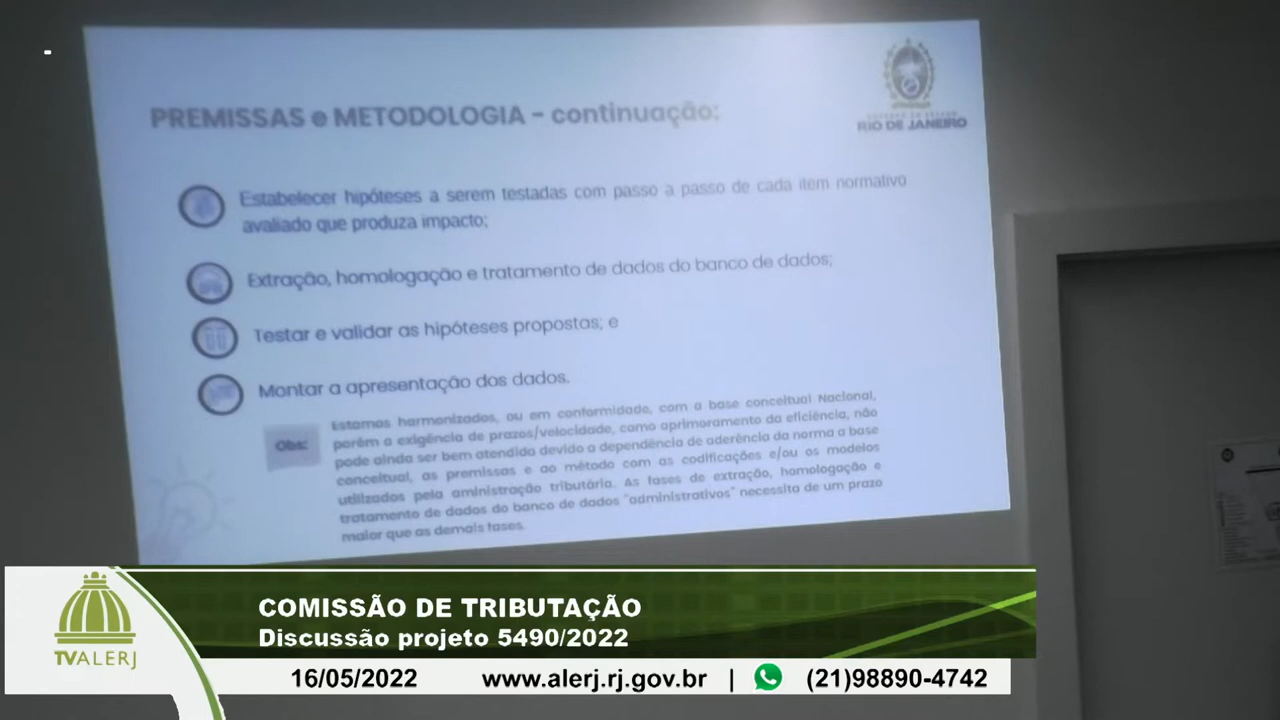 PREMISSAS e METODOLOGIA - continuação:
RIO DE JANEIRO
Estabelecer hipóteses a serem testadas com passo a passo de cada item normativo
avaliado que produza impacto;
Extração, homologação e tratamento de dados do banco de dados;
Testar e validar as hipóteses propostas; e
Montar a apresentação dos dados.
Obs:
Estamos harmonizados, ou em conformidade, com a base conceitual Nacional,
porém a exigência de prazos/velocidade, como aprimoramento da eficiência, não
pode ainda ser bem atendida devido a dependência de aderência da norma a base
conceitual, as premissas e ao método com as codificações e/ou os modelos
utilizados pela aministração tributária. As fases de extração, homologação e
tratamento de dados do banco de dados "administrativos" necessita de um prazo
maior que as demais fases.
COMISSÃO DE TRIBUTAÇÃO
Discussão projeto 5490/2022
TVALERJ
16/05/2022 www.alerj.rj.gov.br | (21)98890-4742